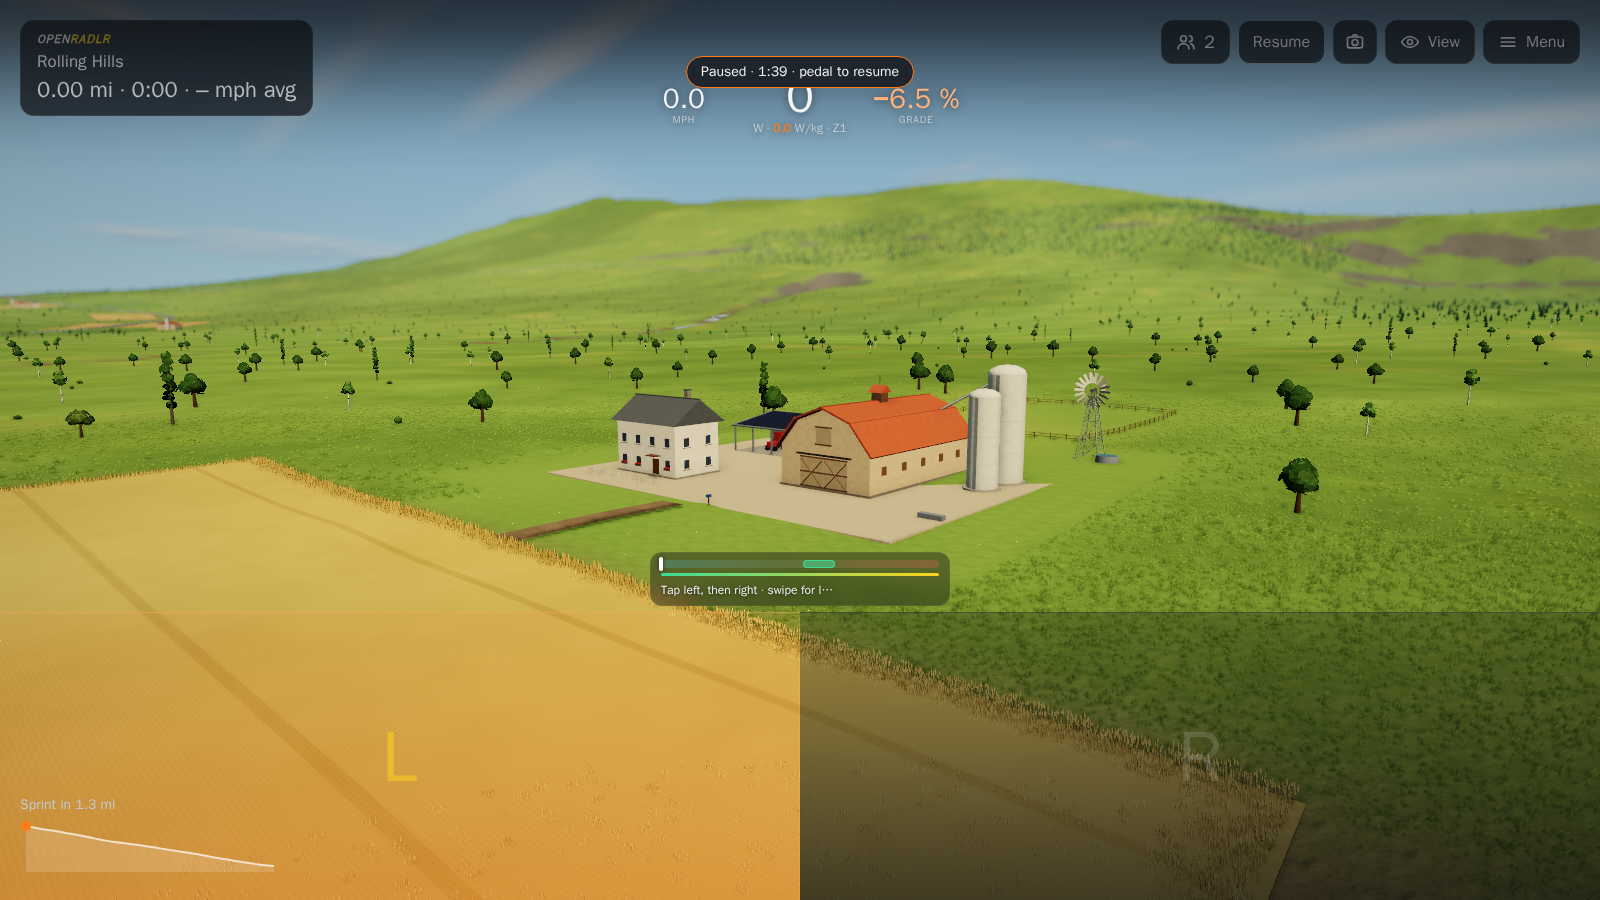 OPENRADLR
Rolling Hills
0.00 mi · 0:00 · – mph avg
Paused · 1:39 · pedal to resume
0.0
MPH
0
W · 0.0 W/kg · Z1
−6.5 %
GRADE
2
Resume
View
Menu
Tap left, then right · swipe for l···
L
R
Sprint in 1.3 mi